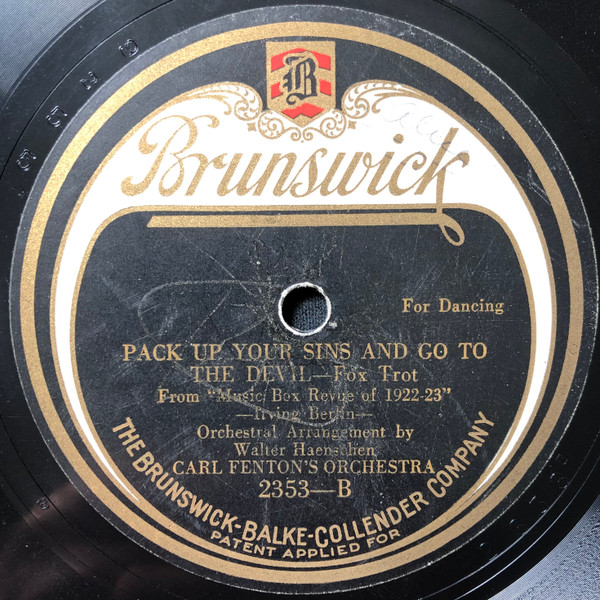 B
Brunswick
For Dancing
PACK UP YOUR SINS AND GO TO
THE DEVIL—Fox Trot
From "Music Box Revue of 1922-23"
—Irving Berlin—
Orchestral Arrangement by
Walter Haenschen
CARL FENTON'S ORCHESTRA
2353—B
THE BRUNSWICK-BALKE-COLLENDER COMPANY
PATENT APPLIED FOR